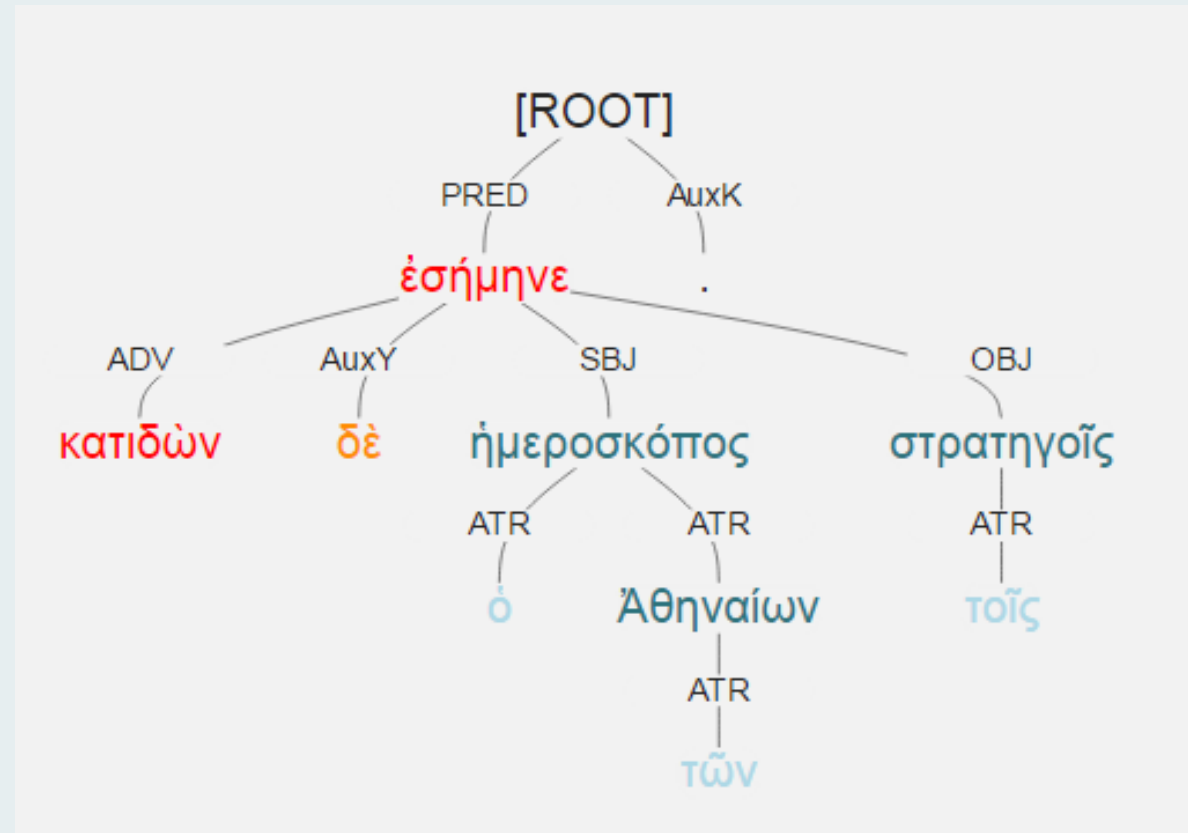 [ROOT]
PRED AuxK
ἐσήμηνε .
ADV AuxY SBJ OBJ
κατιδὼν δὲ ἡμεροσκόπος στρατηγοῖς
ATR ATR ATR
ὁ Ἀθηναίων τοῖς
ATR
τῶν